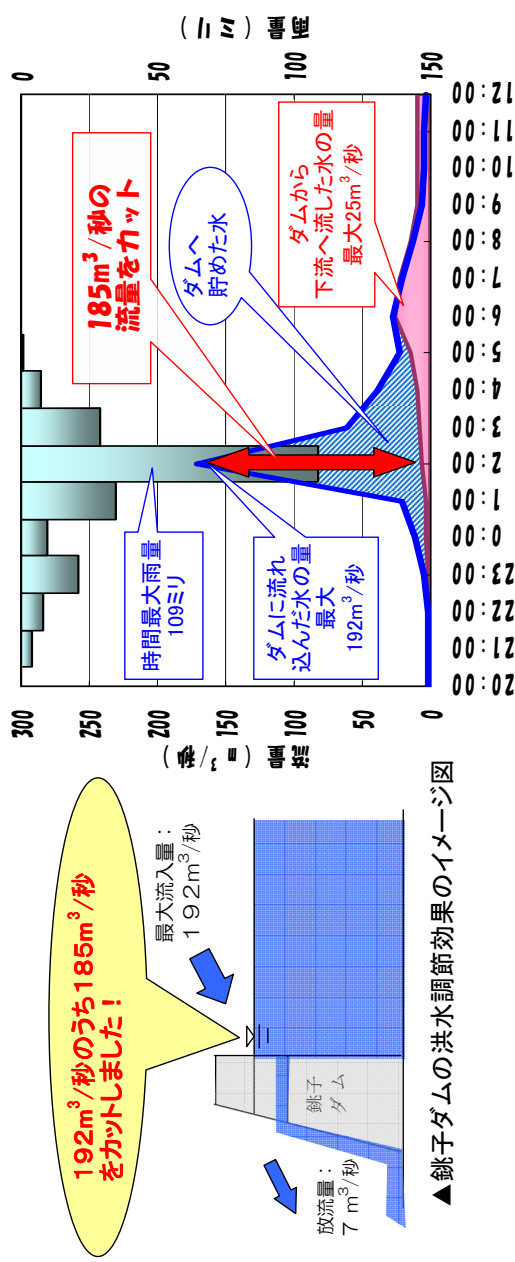 192m³/秒のうち185m³/秒
をカットしました！
最大流入量：
１９２m³/秒
銚子
ダム
放流量：
７ m³/秒
▲銚子ダムの洪水調節効果のイメージ図
流量 （ｍ³/秒）
300
250
200
150
100
50
0
雨量 （ミリ）
0
50
100
150
20:00
21:00
22:00
23:00
0:00
1:00
2:00
3:00
4:00
5:00
6:00
7:00
8:00
9:00
10:00
11:00
12:00
時間最大雨量
109ミリ
ダムに流れ
込んだ水の量
最大
192m³/秒
185m³/秒の
流量をカット
ダムへ
貯めた水
ダムから
下流へ流した水の量
最大25m³/秒